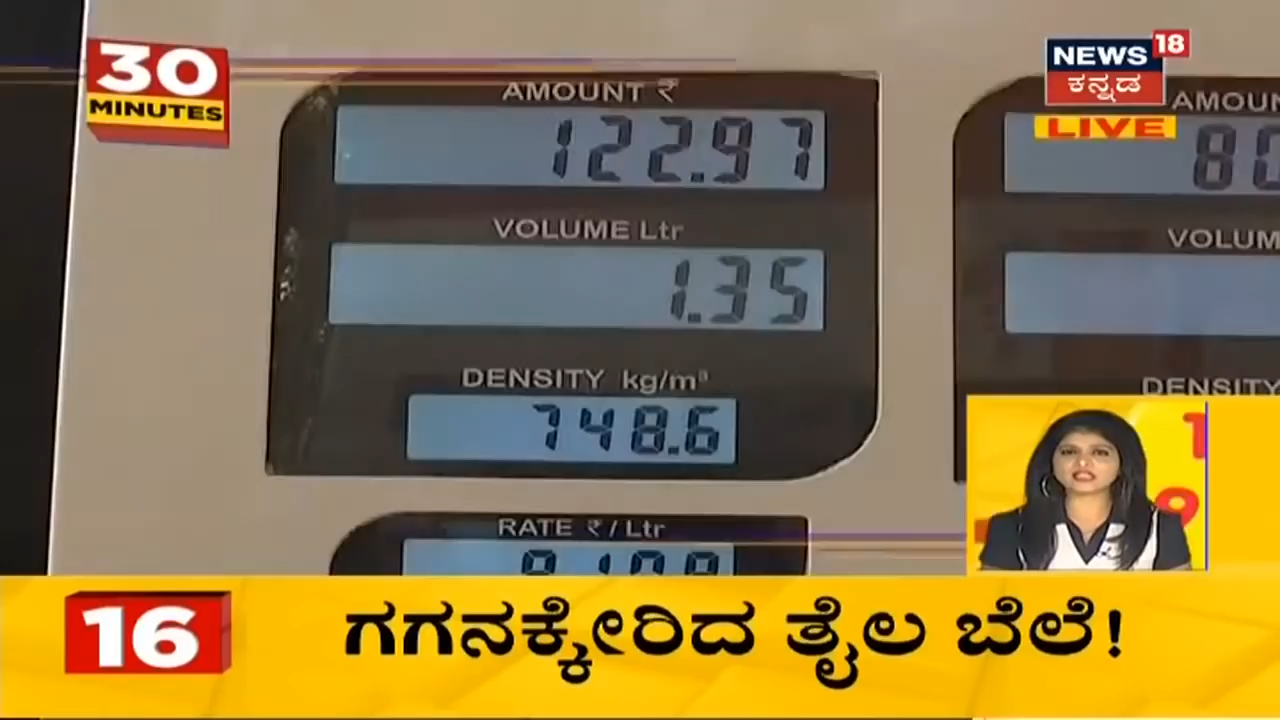 30
MINUTES
NEWS 18
ಕನ್ನಡ
LIVE
AMOUNT ₹
122.97
VOLUME Ltr
1.35
DENSITY kg/m³
748.6
RATE ₹ / Ltr
80
DENSITY
16
ಗಗನಕ್ಕೇರಿದ ತೈಲ ಬೆಲೆ!